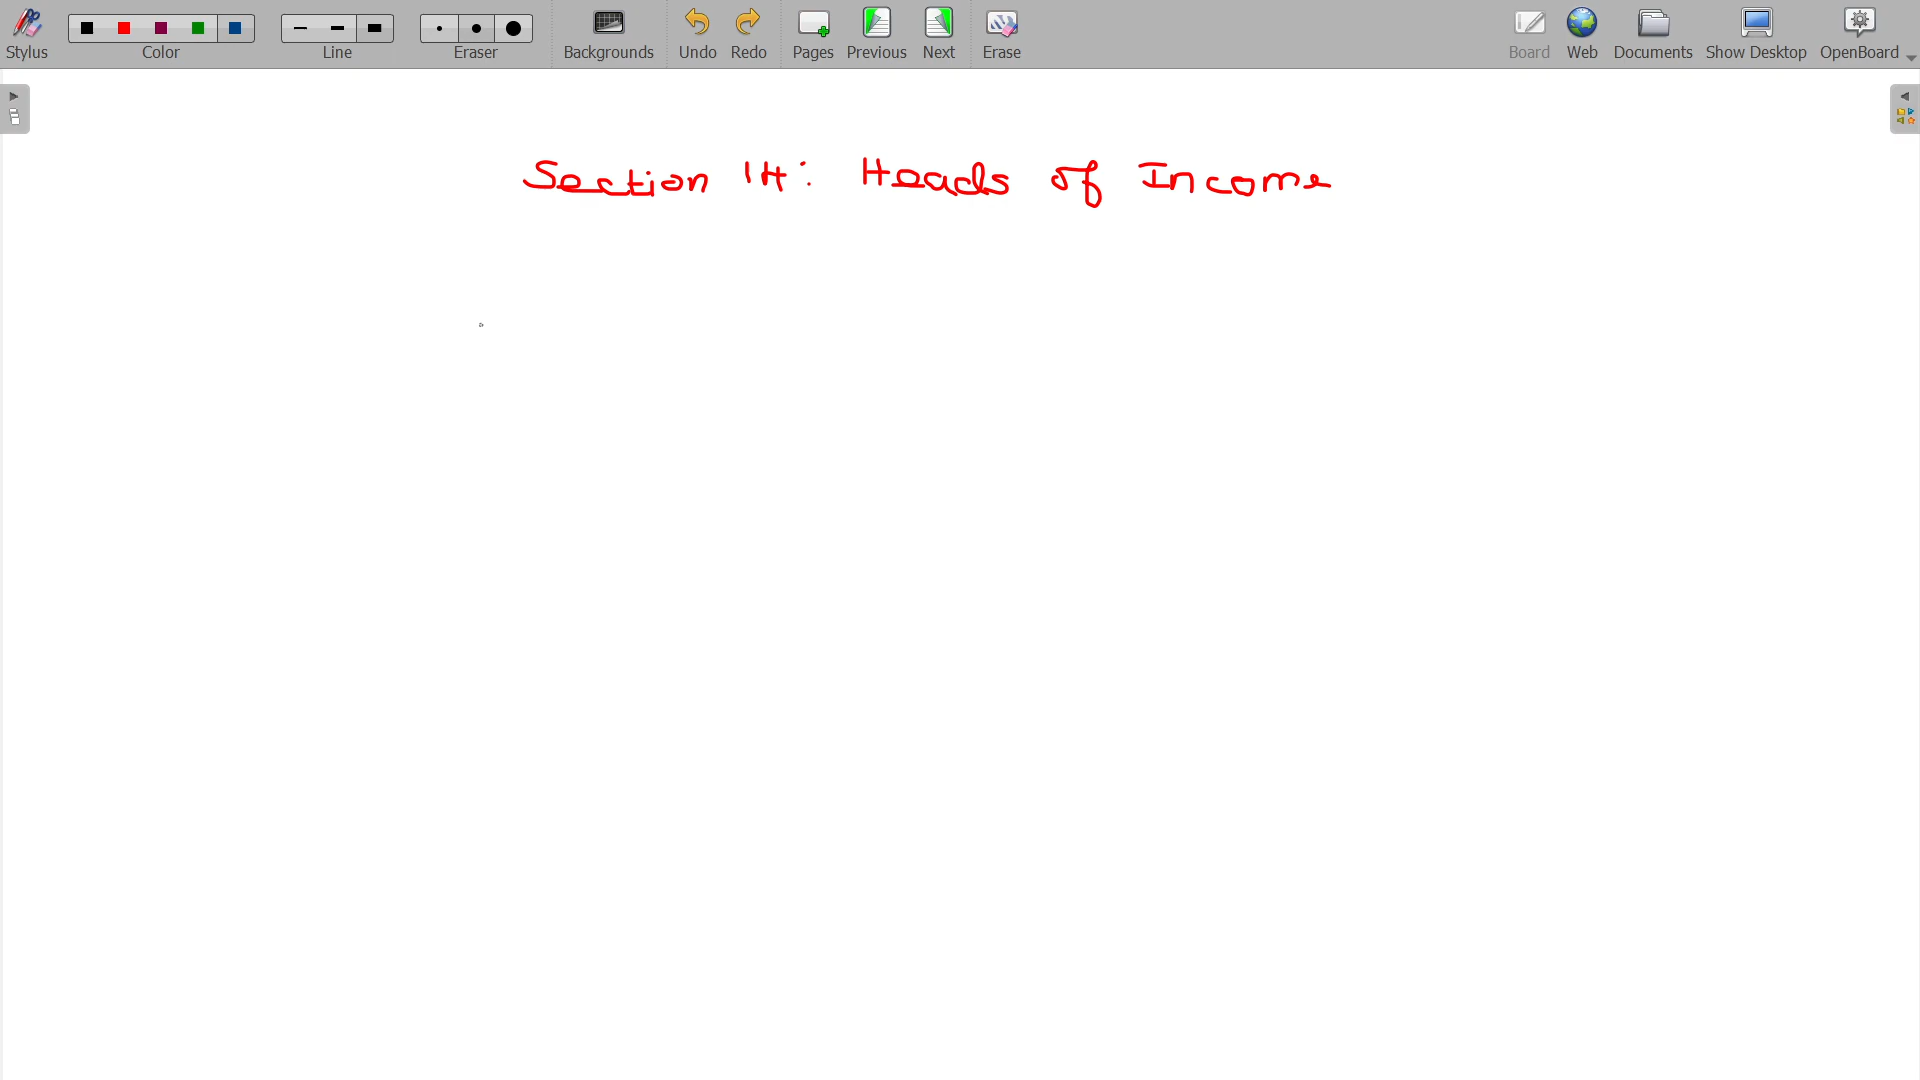 Stylus
Color
Line
Eraser
Backgrounds
Undo
Redo
Pages
Previous
Next
Erase
Board
Web
Documents
Show Desktop
OpenBoard
Section 14: Heads of Income